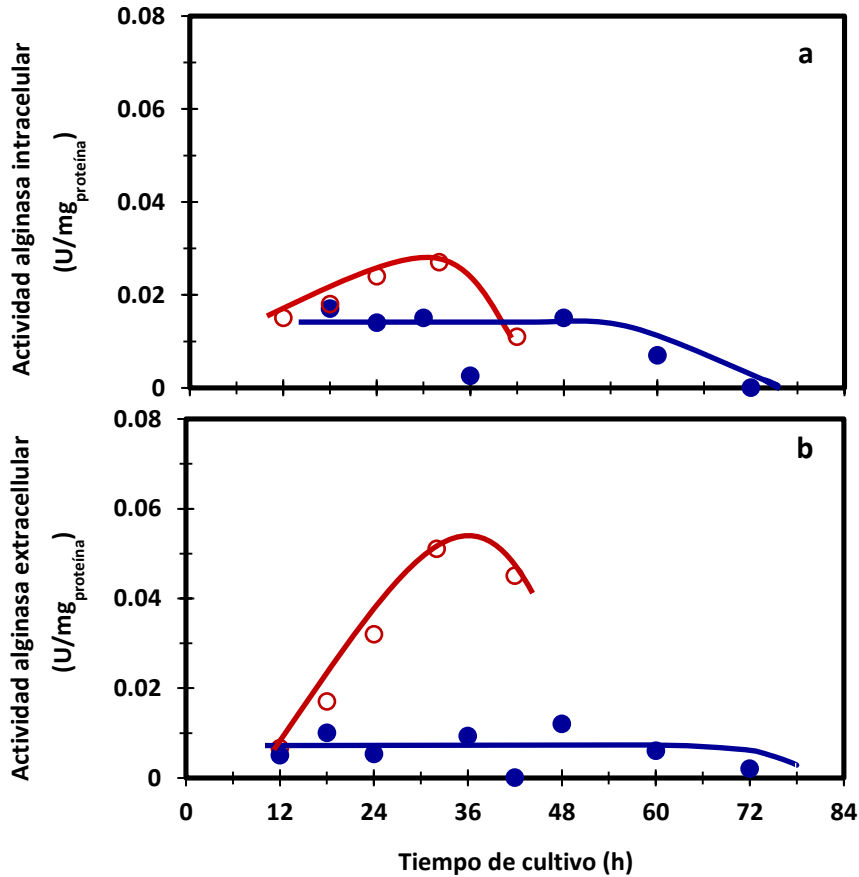 Actividad alginasa intracelular
(U/mgproteína)
0.08
0.06
0.04
0.02
0
a
Actividad alginasa extracellular
(U/mgproteína)
0.08
0.06
0.04
0.02
0
b
0 12 24 36 48 60 72 84
Tiempo de cultivo (h)